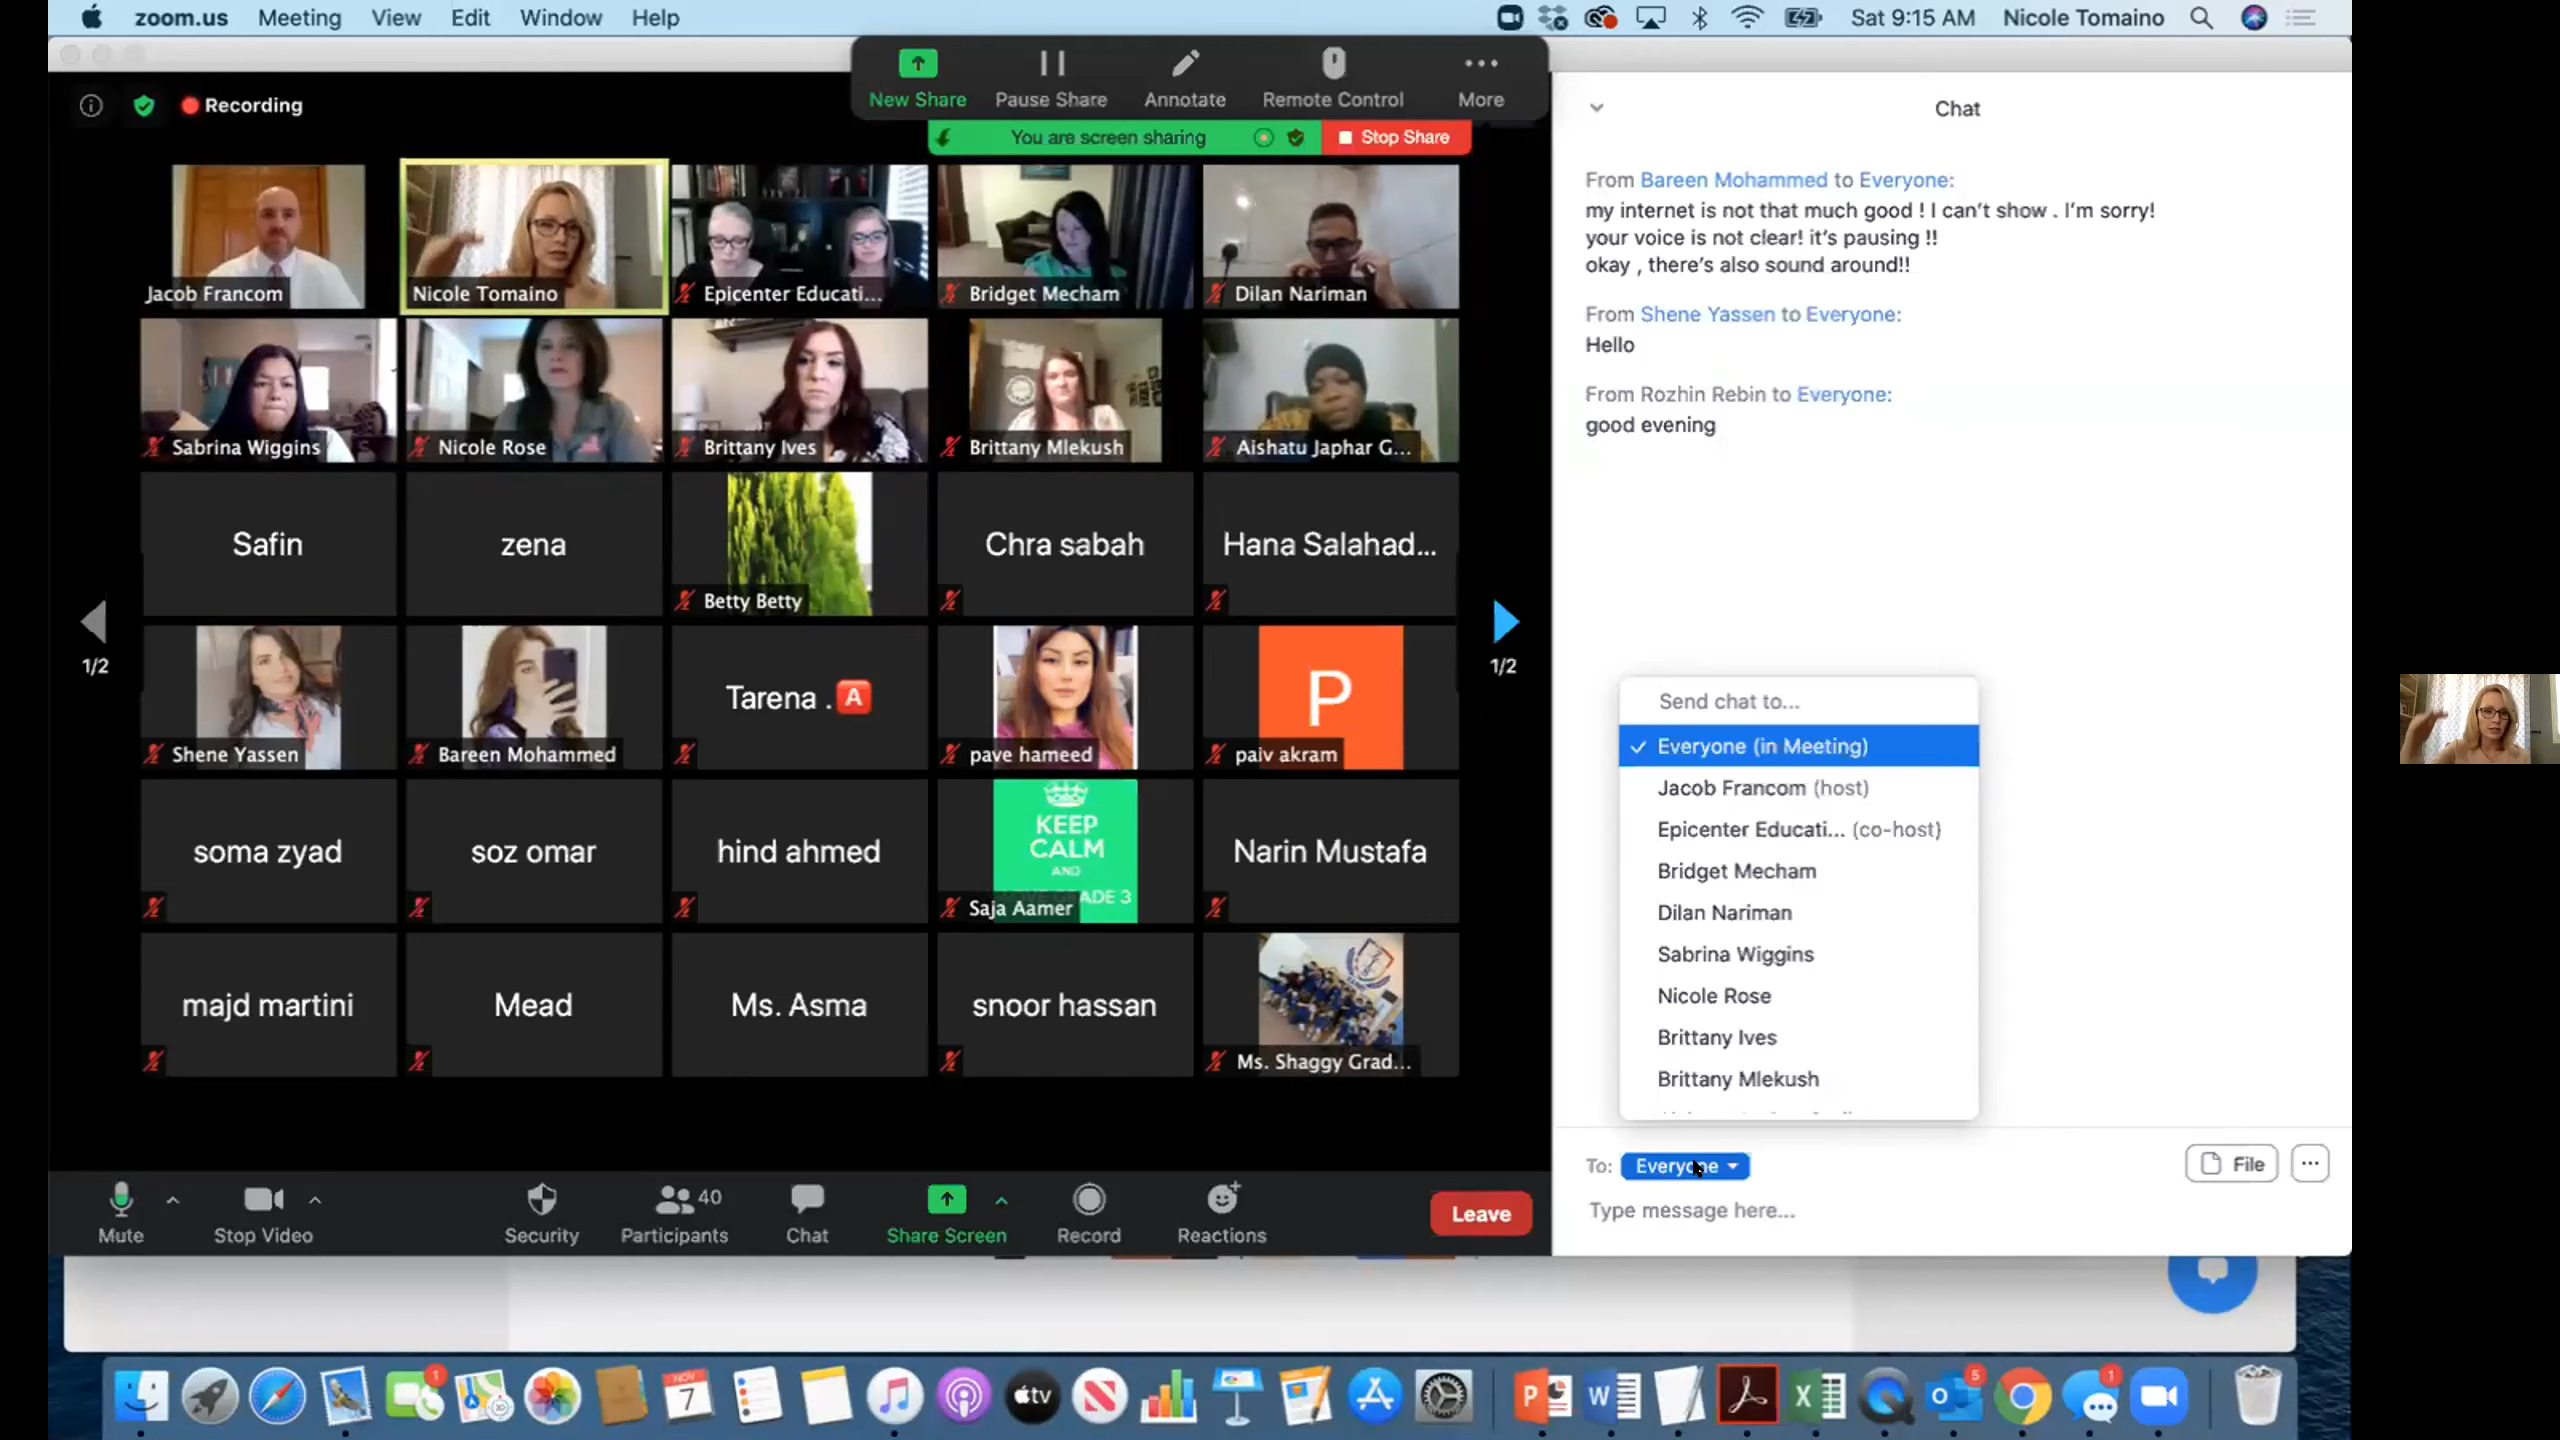 zoom.us Meeting View Edit Window Help
Sat 9:15 AM Nicole Tomaino
New Share Pause Share Annotate Remote Control More
You are screen sharing Stop Share
Recording
Jacob Francom
Nicole Tomaino
Epicenter Educati...
Bridget Mecham
Dilan Nariman
Sabrina Wiggins
Nicole Rose
Brittany Ives
Brittany Mlekush
Aishatu Japhar G...
Safin
zena
Betty Betty
Chra sabah
Hana Salahad...
1/2
1/2
Shene Yassen
Bareen Mohammed
Tarena . A
pave hameed
P
paiv akram
soma zyad
soz omar
hind ahmed
KEEP
CALM
AND
ADE 3
Saja Aamer
Narin Mustafa
majd martini
Mead
Ms. Asma
snoor hassan
Ms. Shaggy Grad...
Mute
Stop Video
Security
40
Participants
Chat
Share Screen
Record
Reactions
Leave
Chat
From Bareen Mohammed to Everyone:
my internet is not that much good ! I can't show . I'm sorry!
your voice is not clear! it's pausing !!
okay , there's also sound around!!
From Shene Yassen to Everyone:
Hello
From Rozhin Rebin to Everyone:
good evening
Send chat to...
Everyone (in Meeting)
Jacob Francom (host)
Epicenter Educati... (co-host)
Bridget Mecham
Dilan Nariman
Sabrina Wiggins
Nicole Rose
Brittany Ives
Brittany Mlekush
To: Everyone
File
Type message here...
1
NOV
7
tv
P
W
X
O
5
1